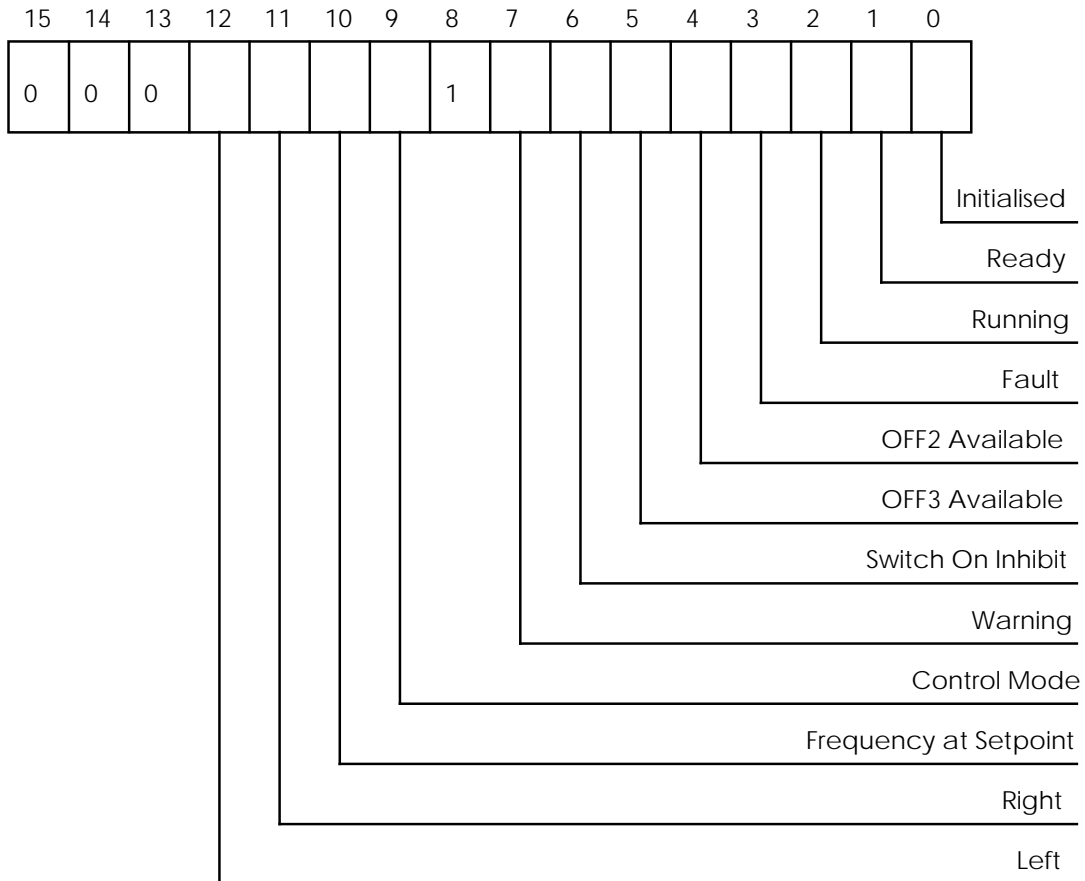 15 14 13 12 11 10 9 8 7 6 5 4 3 2 1 0
0 0 0 1
Initialised
Ready
Running
Fault
OFF2 Available
OFF3 Available
Switch On Inhibit
Warning
Control Mode
Frequency at Setpoint
Right
Left